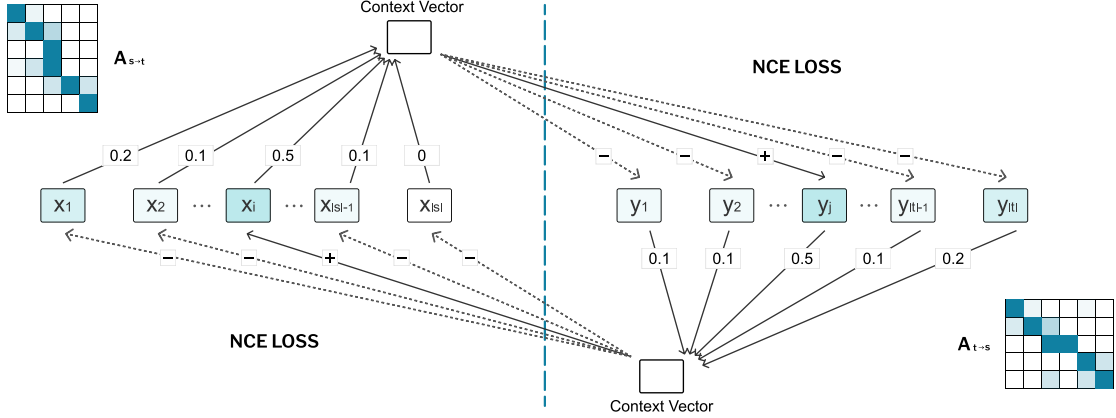 Context Vector
A s→t
NCE LOSS
0.2 0.1 0.5 0.1 0 − − + − −
x1 x2 ... xi ... x|s|-1 x|s| y1 y2 ... yj ... y|t|-1 y|t|
− − + − − 0.1 0.1 0.5 0.1 0.2
NCE LOSS
A t→s
Context Vector